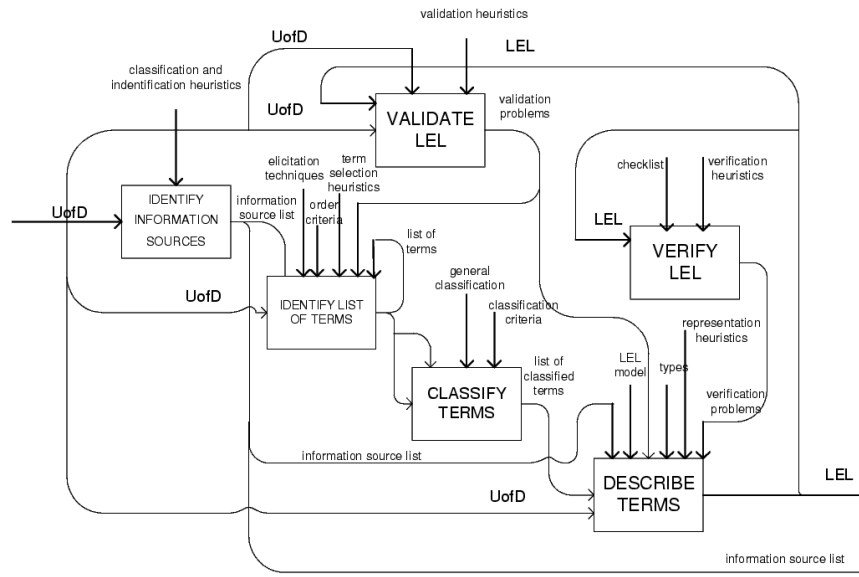 validation heuristics
UofD
LEL
classification and
indentification heuristics
UofD
VALIDATE
LEL
validation
problems
elicitation
techniques
term
selection
heuristics
checklist
verification
heuristics
IDENTIFY
INFORMATION
SOURCES
information
source list
order
criteria
UofD
LEL
VERIFY
LEL
list of
terms
general
classification
UofD
IDENTIFY LIST
OF TERMS
classification
criteria
representation
heuristics
list of
classified
terms
LEL
model
types
CLASSIFY
TERMS
verification
problems
information source list
UofD
DESCRIBE
TERMS
LEL
information source list